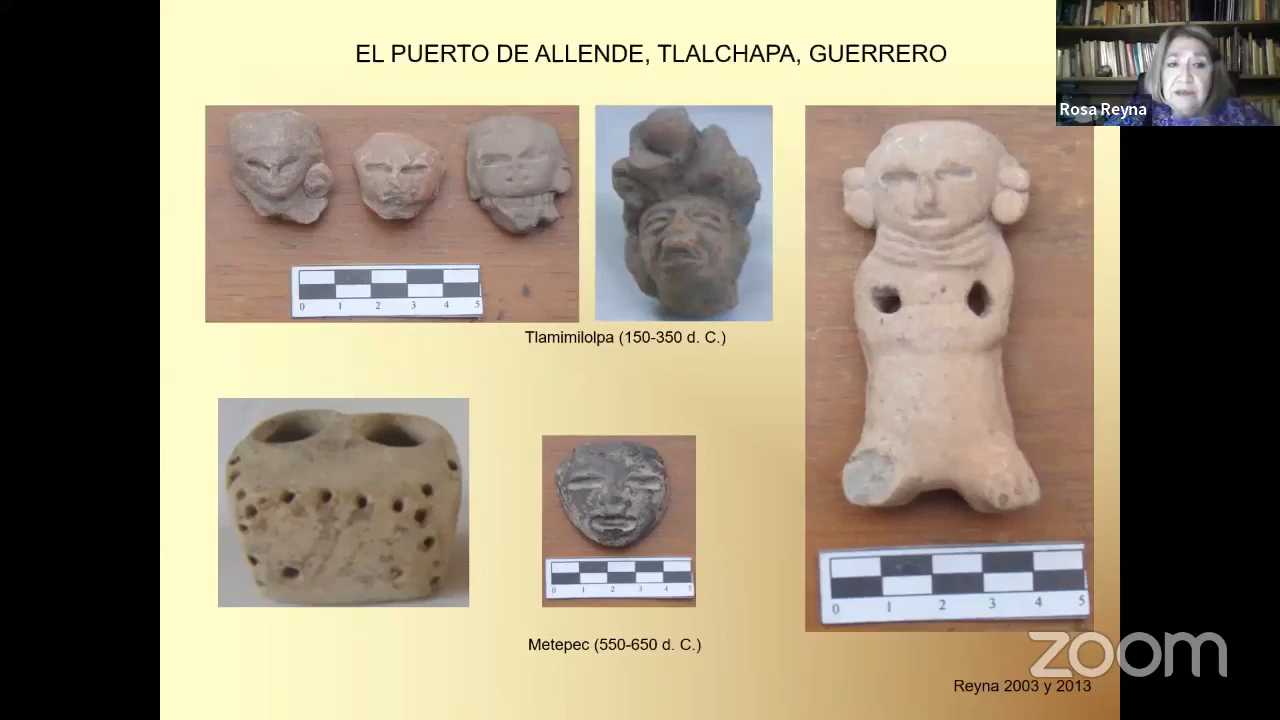 EL PUERTO DE ALLENDE, TLALCHAPA, GUERRERO
Rosa Reyna
0 1 2 3 4 5
Tlamimilolpa (150-350 d. C.)
0 1 2 3 4 5
0 1 2 3 4 5
Metepec (550-650 d. C.)
zoom
Reyna 2003 y 2013